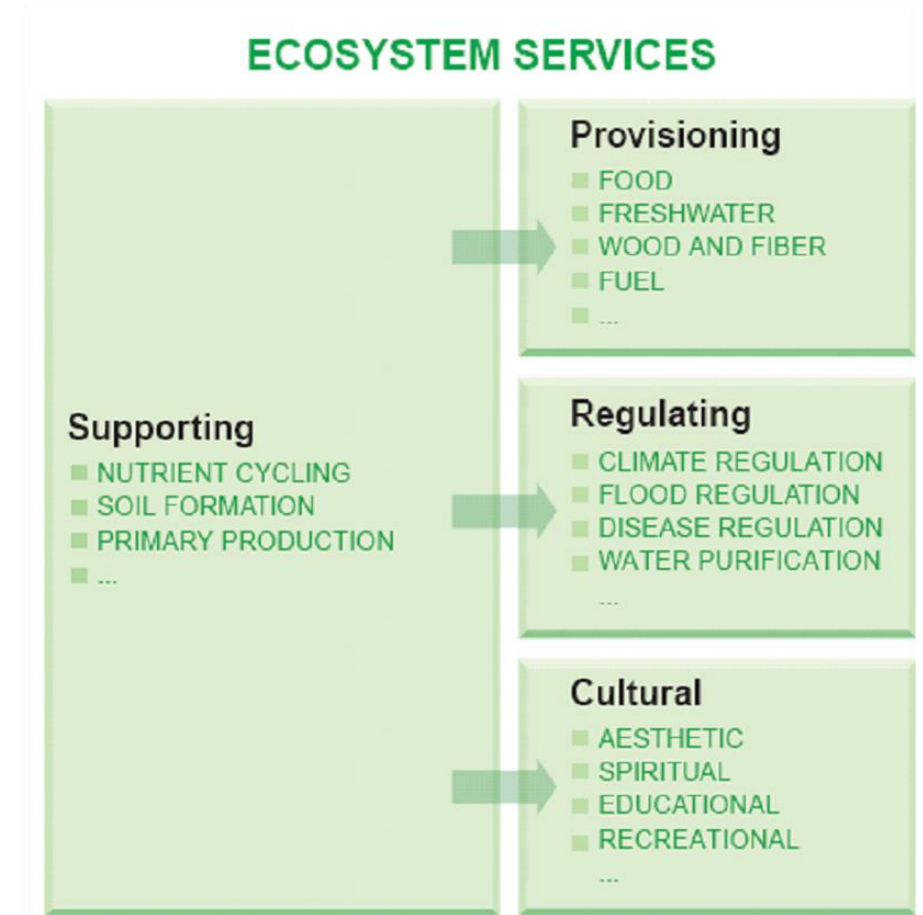 ECOSYSTEM SERVICES
Supporting
NUTRIENT CYCLING
SOIL FORMATION
PRIMARY PRODUCTION
...
Provisioning
FOOD
FRESHWATER
WOOD AND FIBER
FUEL
...
Regulating
CLIMATE REGULATION
FLOOD REGULATION
DISEASE REGULATION
WATER PURIFICATION
...
Cultural
AESTHETIC
SPIRITUAL
EDUCATIONAL
RECREATIONAL
...